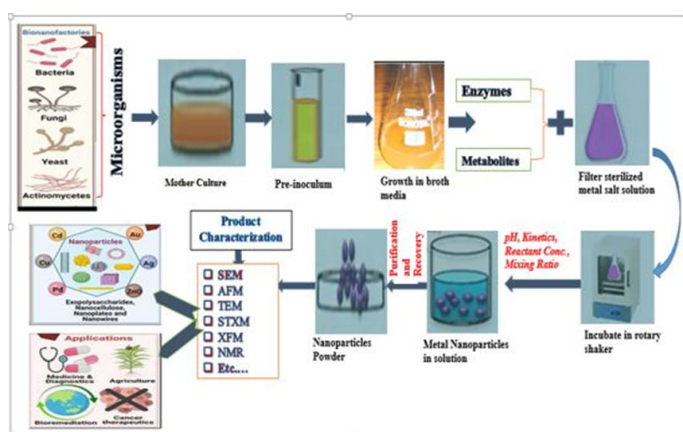 Bionanofactories
Bacteria
Fungi
Yeast
Actinomycetes
Microorganisms
Mother Culture
Pre-inoculum
Growth in broth
media
Enzymes
Metabolites
Filter sterilized
metal salt solution
Incubate in rotary
shaker
pH, Kinetics,
Reactant Conc.,
Mixing Ratio
Metal Nanoparticles
in solution
Purification
and
Recovery
Nanoparticles
Powder
Product
Characterization
SEM
AFM
TEM
STXM
XFM
NMR
Etc....
Cd
Au
Nanoparticles
Cu
Ag
Pd
ZnO
Exopolysaccharides,
Nanocellulose,
Nanoplates and
Nanowires
Applications
Medicine &
Diagnostics
Agriculture
Bioremediation
Cancer
therapeutics